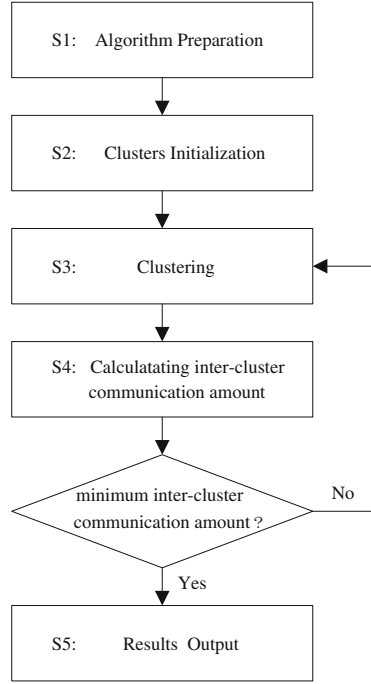 S1: Algorithm Preparation
S2: Clusters Initialization
S3: Clustering
S4: Calculatating inter-cluster
communication amount
minimum inter-cluster
communication amount?
No
Yes
S5: Results Output